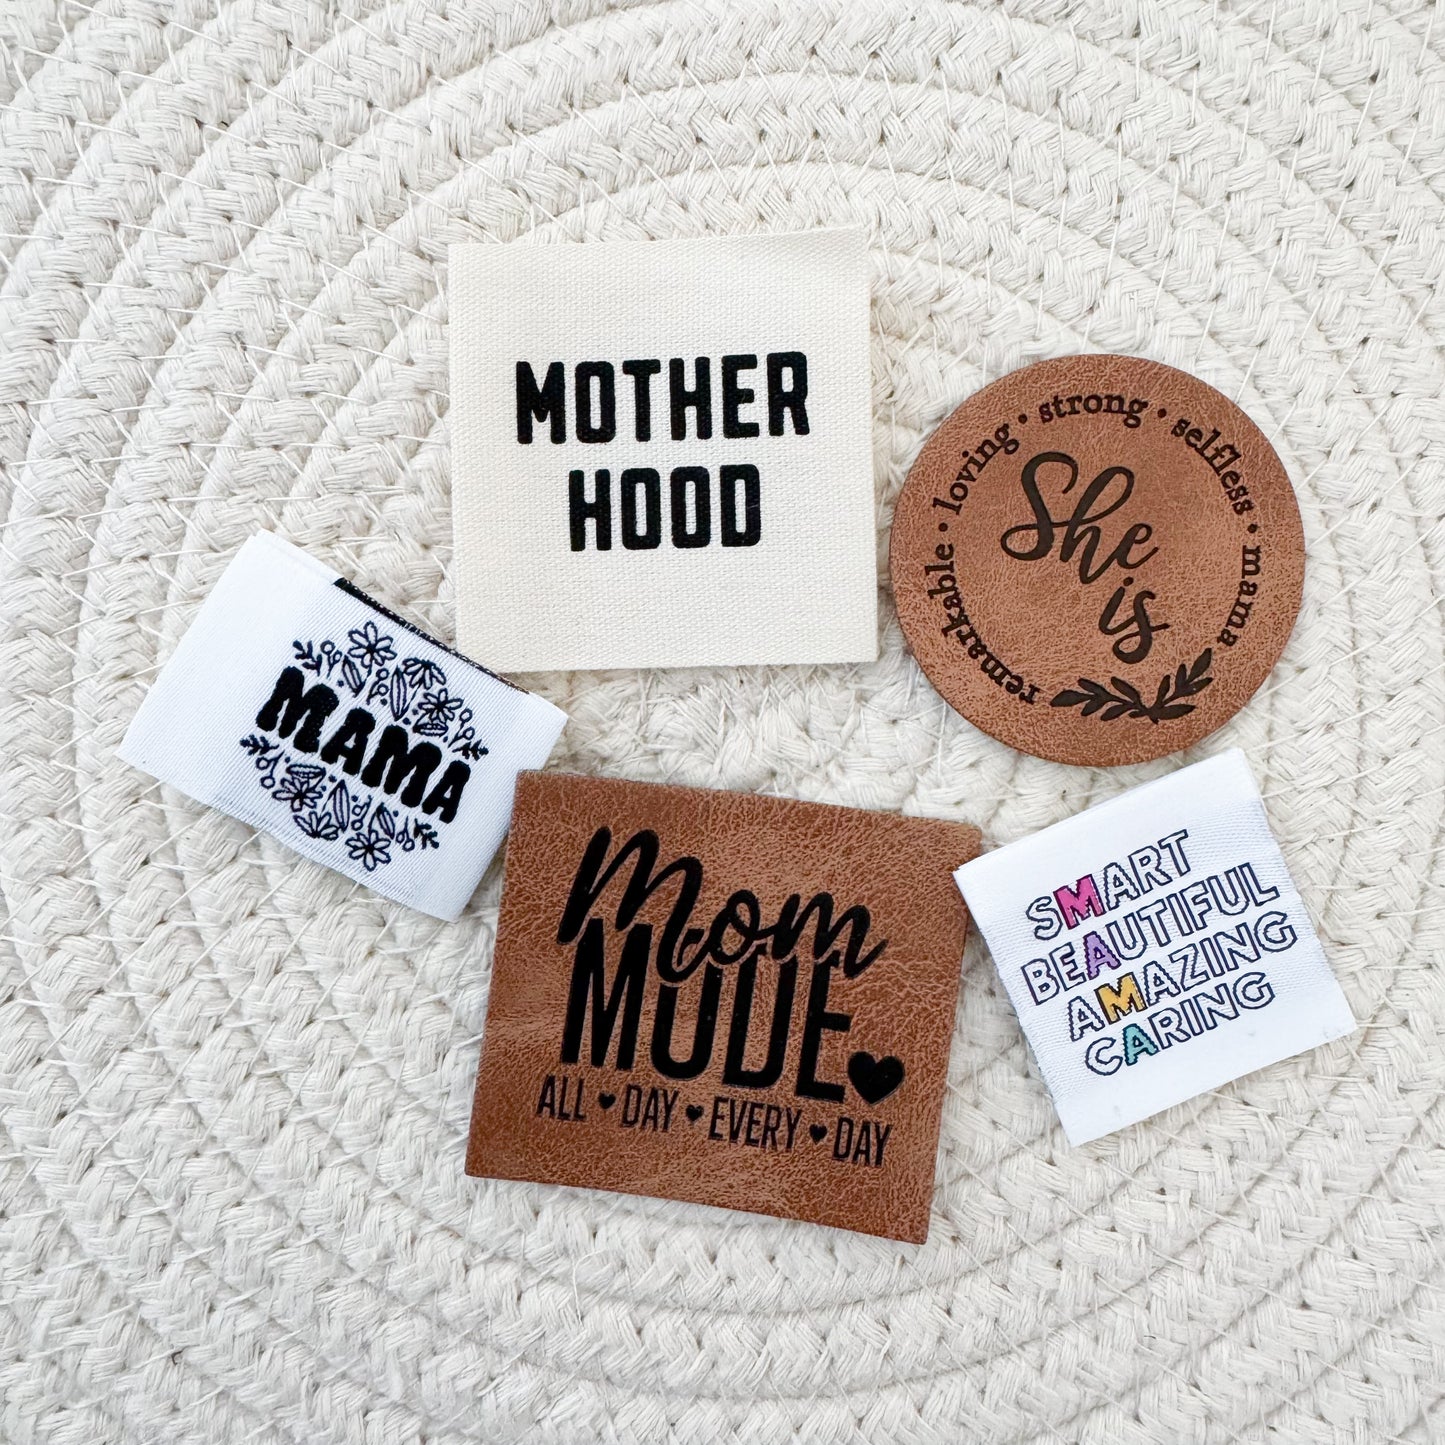 MOTHER
HOOD
remarkable • loving • strong • selfless • mama
She
is
MAMA
Mom
MODE
ALL ♥ DAY ♥ EVERY ♥ DAY
SMART
BEAUTIFUL
AMAZING
CARING